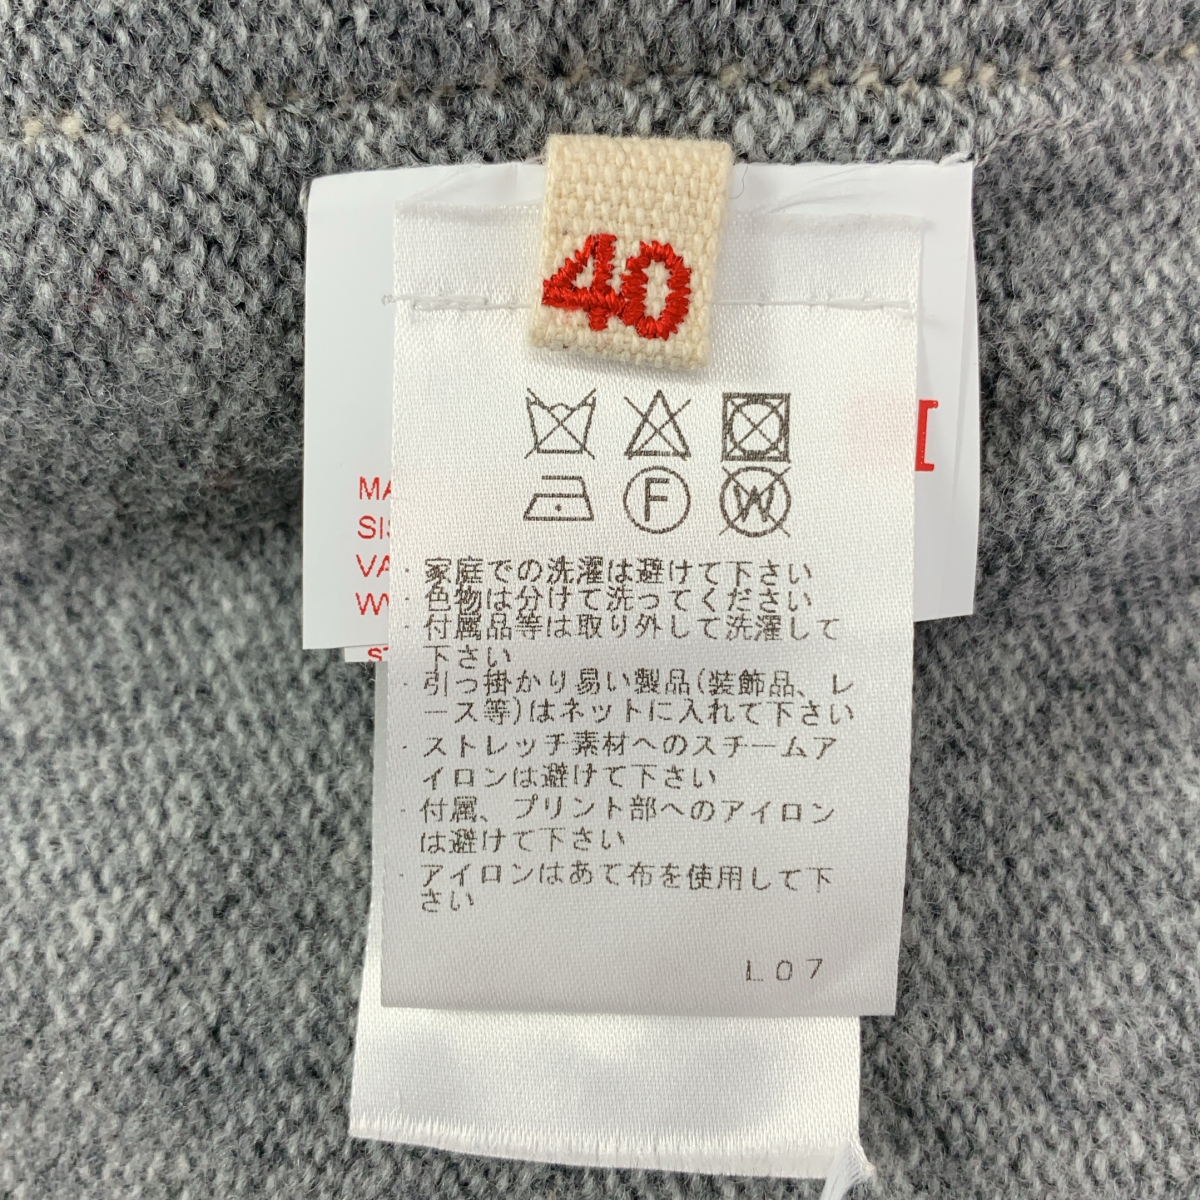 40
F
W
・家庭での洗濯は避けて下さい
・色物は分けて洗ってください
・付属品等は取り外して洗濯して
下さい
・引っ掛かり易い製品(装飾品、レ
ース等)はネットに入れて下さい
・ストレッチ素材へのスチームア
イロンは避けて下さい
・付属、プリント部へのアイロン
は避けて下さい
・アイロンはあて布を使用して下
さい
L07